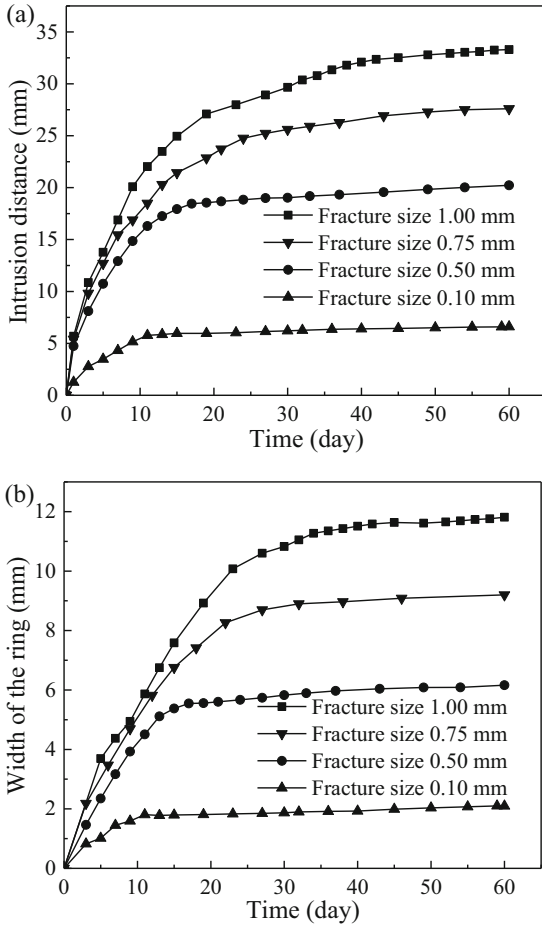 (a)
35
30
25
20
15
10
5
0
Intrusion distance (mm)
Fracture size 1.00 mm
Fracture size 0.75 mm
Fracture size 0.50 mm
Fracture size 0.10 mm
0 10 20 30 40 50 60
Time (day)
(b)
12
10
8
6
4
2
0
Width of the ring (mm)
Fracture size 1.00 mm
Fracture size 0.75 mm
Fracture size 0.50 mm
Fracture size 0.10 mm
0 10 20 30 40 50 60
Time (day)